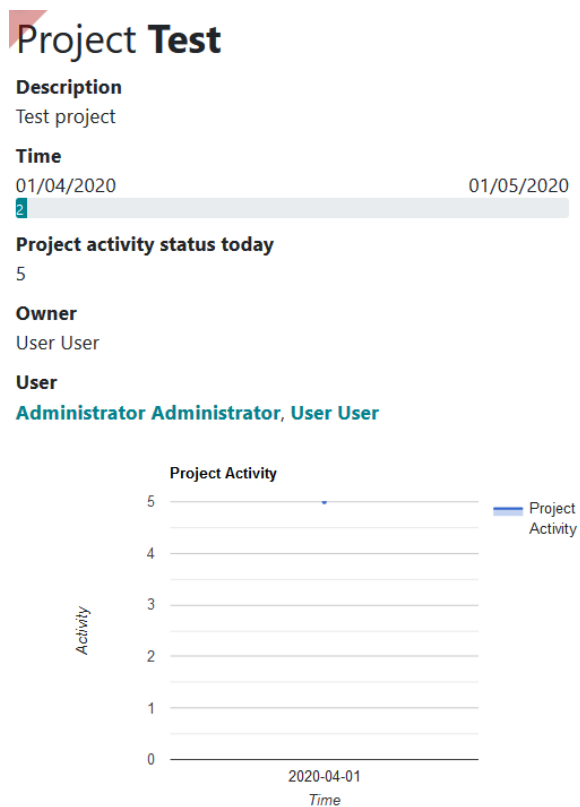 Project Test
Description
Test project
Time
01/04/2020 01/05/2020
2
Project activity status today
5
Owner
User User
User
Administrator Administrator, User User
Project Activity
5
4
3
2
1
0
Activity
2020-04-01
Time
Project
Activity